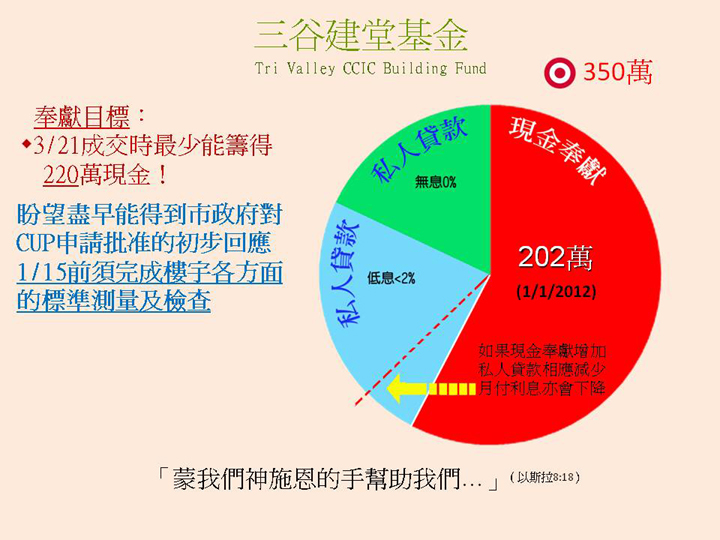 三谷建堂基金
Tri Valley CCIC Building Fund
350萬
奉獻目標：
3/21成交時最少能籌得
220萬現金！
盼望盡早能得到市政府對
CUP申請批准的初步回應
1/15前須完成樓宇各方面
的標準測量及檢查
私人貸款
無息0%
現金奉獻
私人貸款
低息<2%
202萬
(1/1/2012)
如果現金奉獻增加
私人貸款相應減少
月付利息亦會下降
「蒙我們神施恩的手幫助我們…」(以斯拉8:18)